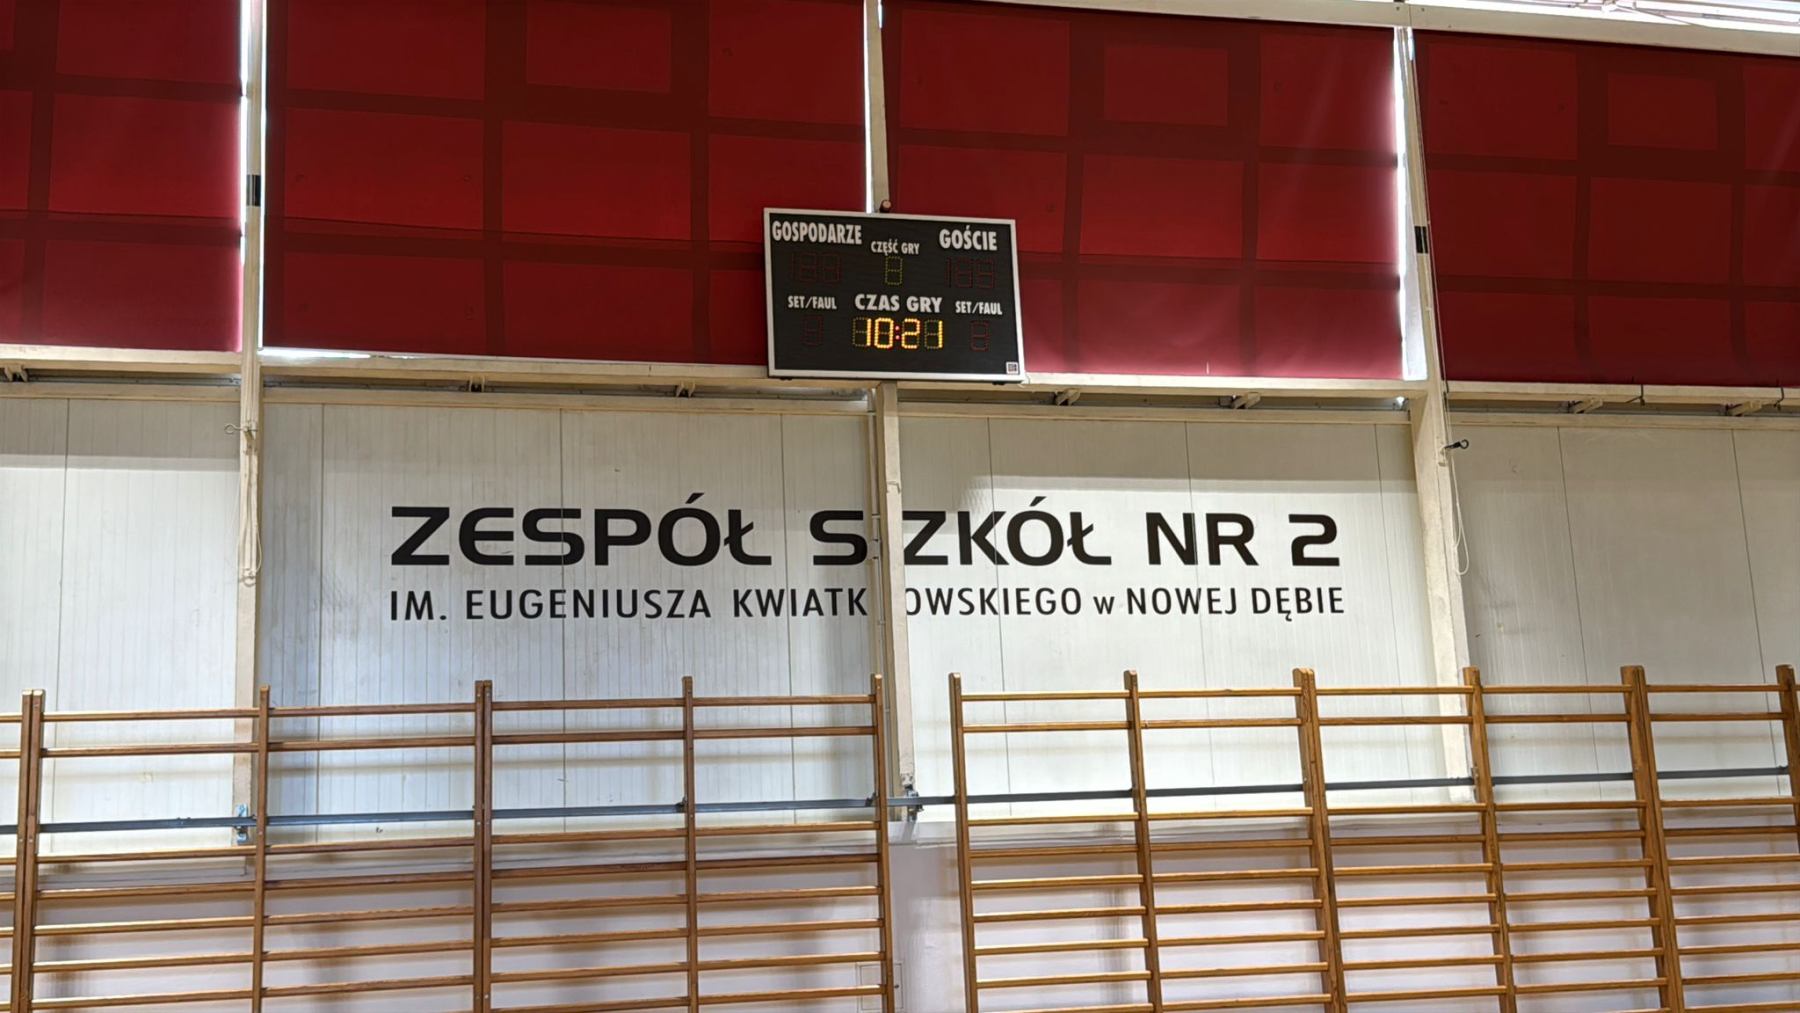 GOSPODARZE CZĘŚĆ GRY GOŚCIE
SET/FAUL CZAS GRY SET/FAUL
10:21
ZESPÓŁ SZKÓŁ NR 2
IM. EUGENIUSZA KWIATKOWSKIEGO w NOWEJ DĘBIE